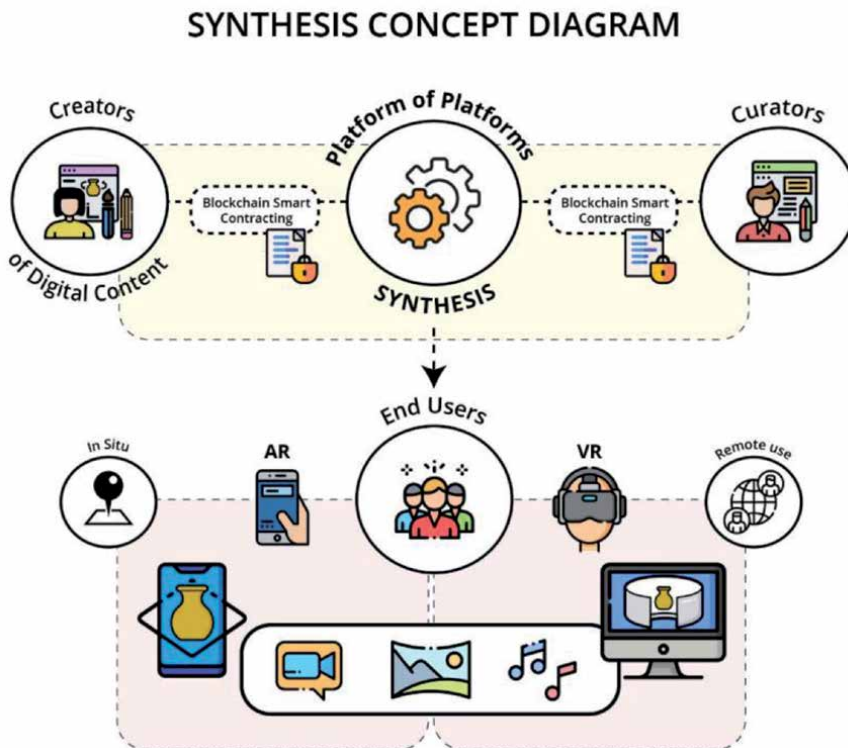 SYNTHESIS CONCEPT DIAGRAM
Creators
of Digital Content
Blockchain Smart
Contracting
Platform of Platforms
SYNTHESIS
Blockchain Smart
Contracting
Curators
End Users
In Situ
AR
VR
Remote use